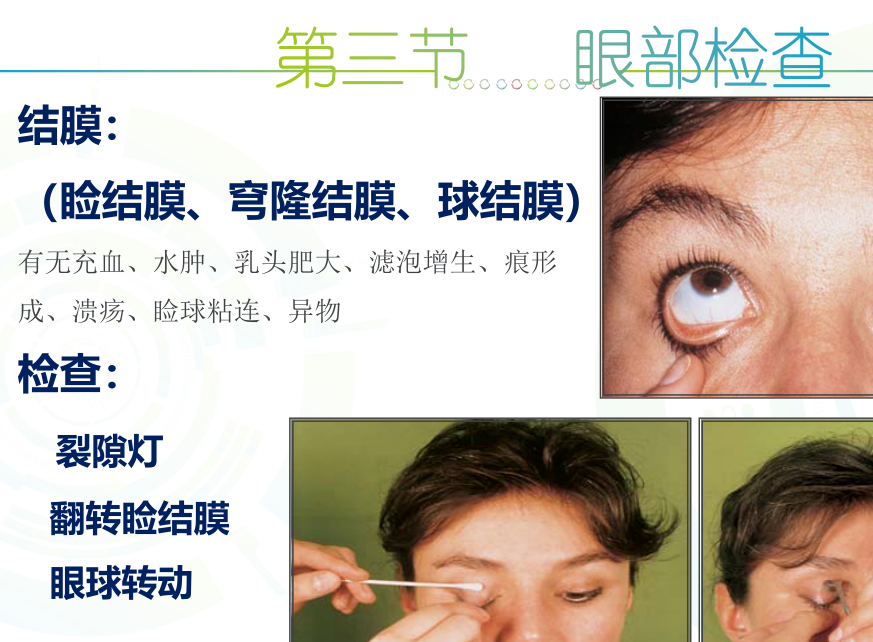 第三节 眼部检查
结膜：
（睑结膜、穹隆结膜、球结膜）
有无充血、水肿、乳头肥大、滤泡增生、瘢形
成、溃疡、睑球粘连、异物
检查：
裂隙灯
翻转睑结膜
眼球转动